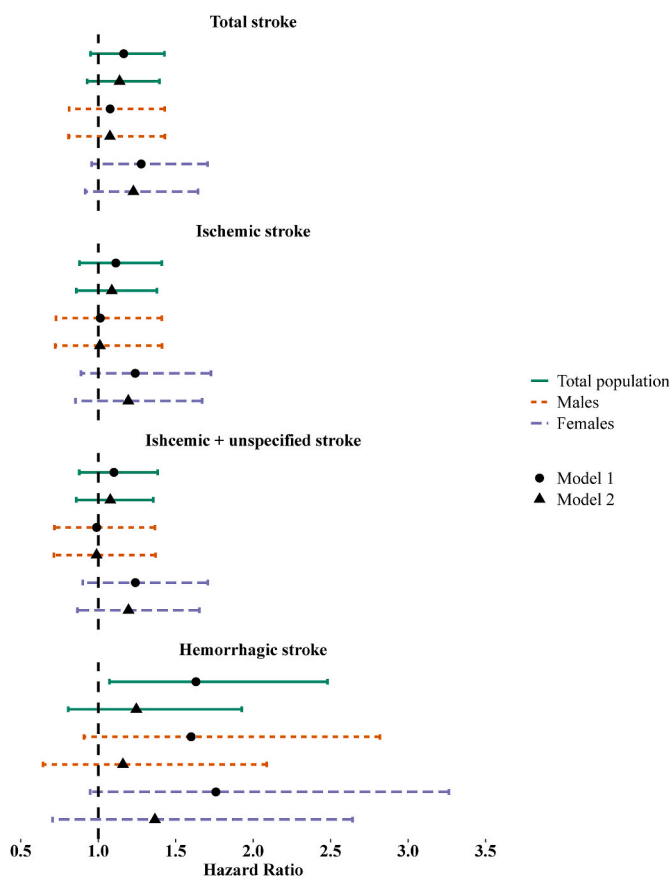 Total stroke
Ischemic stroke
Total population
Males
Females
Ishcemic + unspecified stroke
Model 1
Model 2
Hemorrhagic stroke
0.5 1.0 1.5 2.0 2.5 3.0 3.5
Hazard Ratio